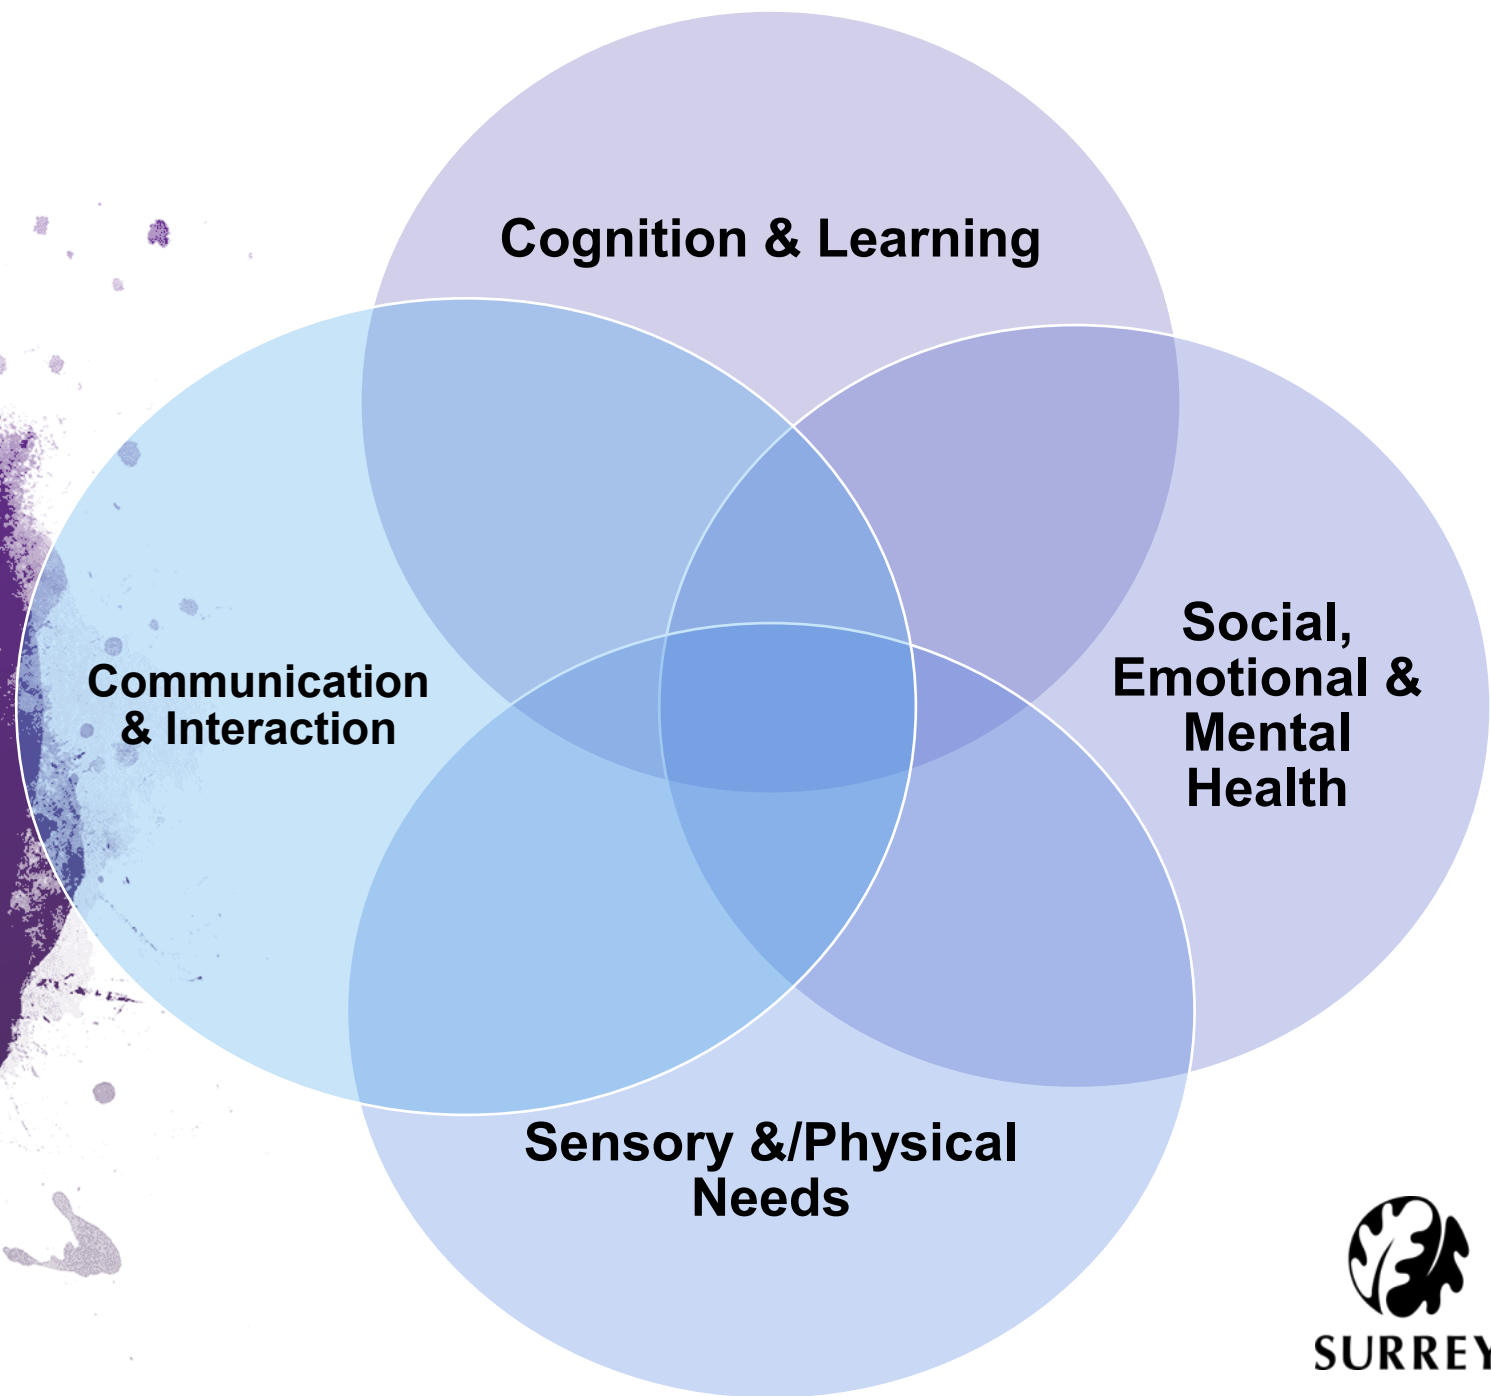 Cognition & Learning
Communication
& Interaction
Social,
Emotional &
Mental
Health
Sensory &/Physical
Needs
SURREY